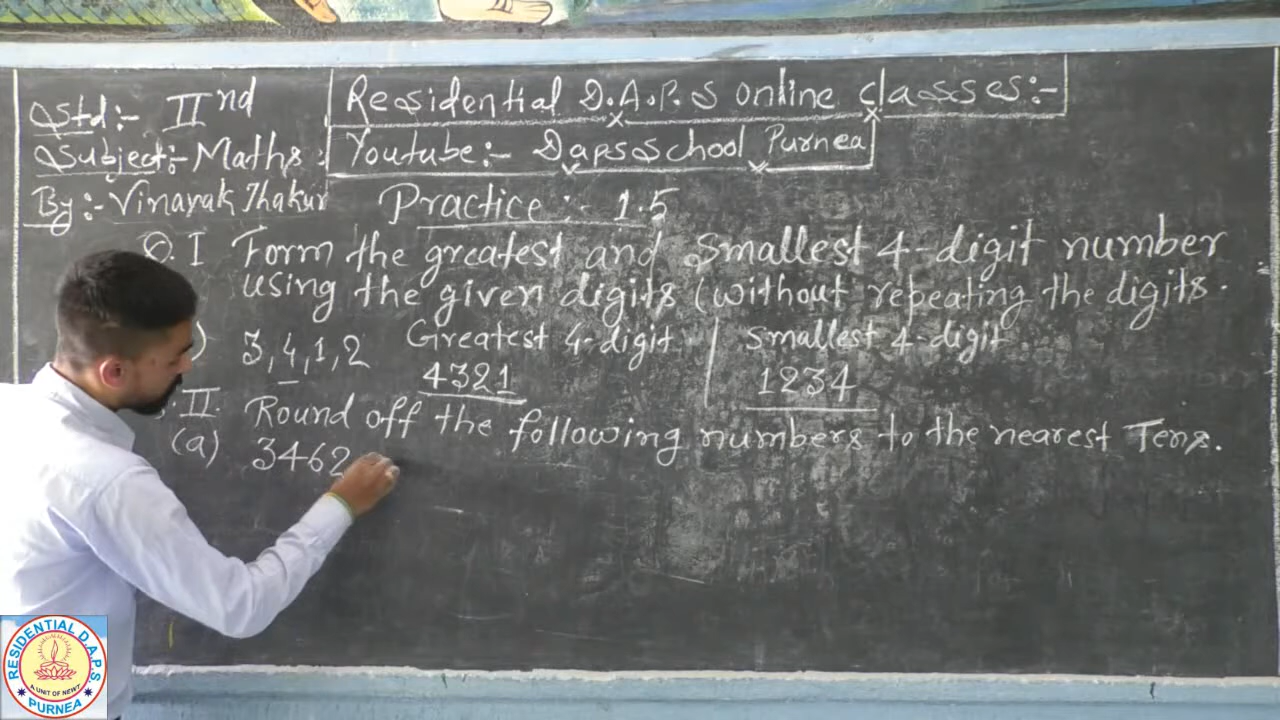 Std:- IInd
Subject:- Maths:
By:- Vinayak Thakur
Residential D.A.P.S online classes:-
Youtube:- Dapsschool Purnea
Practice:- 1.5
Q.I Form the greatest and Smallest 4-digit number
using the given digits (without repeating the digits.
) 3,4,1,2 Greatest 4-digit Smallest 4-digit
4321 1234
.II. Round off the following numbers to the nearest Tens.
(a) 3462
RESIDENTIAL D.A.P.S
PURNEA